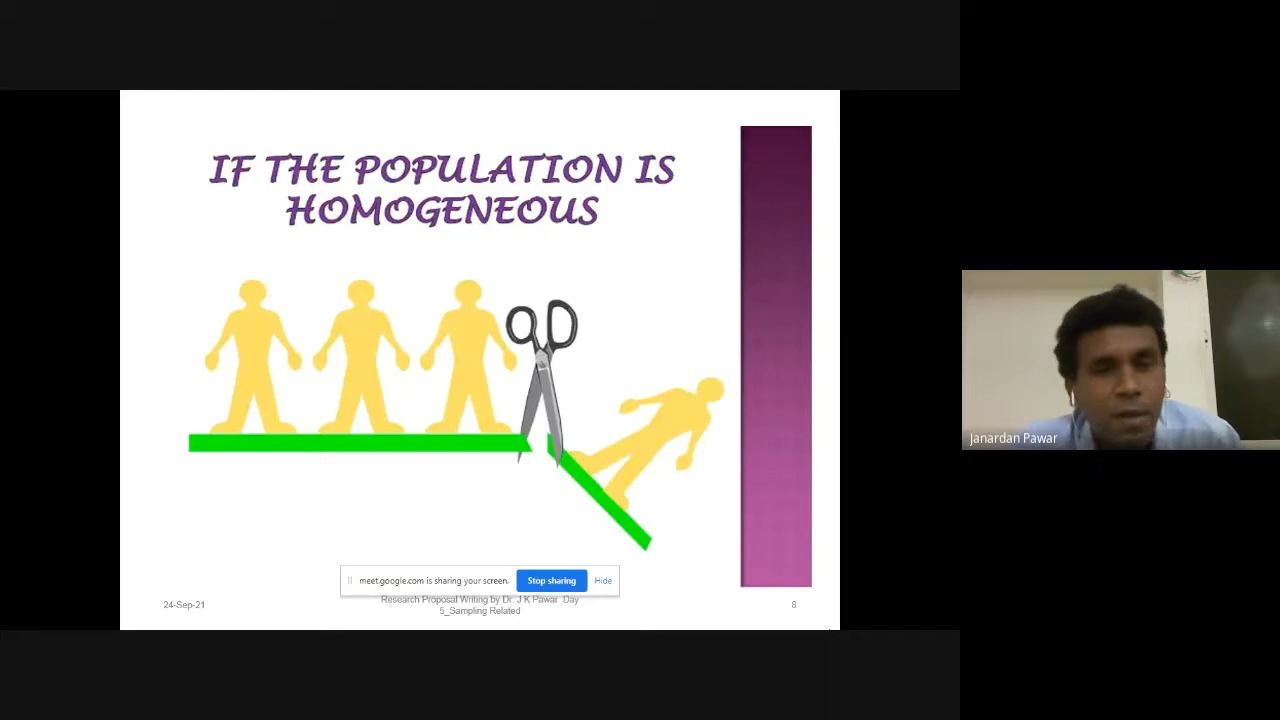 IF THE POPULATION IS
HOMOGENEOUS
meet.google.com is sharing your screen. Stop sharing Hide
24-Sep-21
Research Proposal Writing by Dr. J K Pawar Day
5_Sampling Related
8
Janardan Pawar